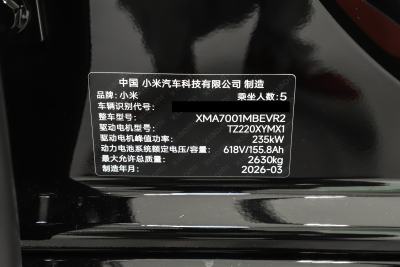 中国 小米汽车科技有限公司 制造
品牌: 小米 乘坐人数: 5
车辆识别代号:
整车型号: XMA7001MBEVR2
驱动电机型号: TZ220XYMX1
驱动电机峰值功率: 235kW
动力电池系统额定电压/容量: 618V/155.8Ah
最大允许总质量: 2630kg
制造年月: 2026-03